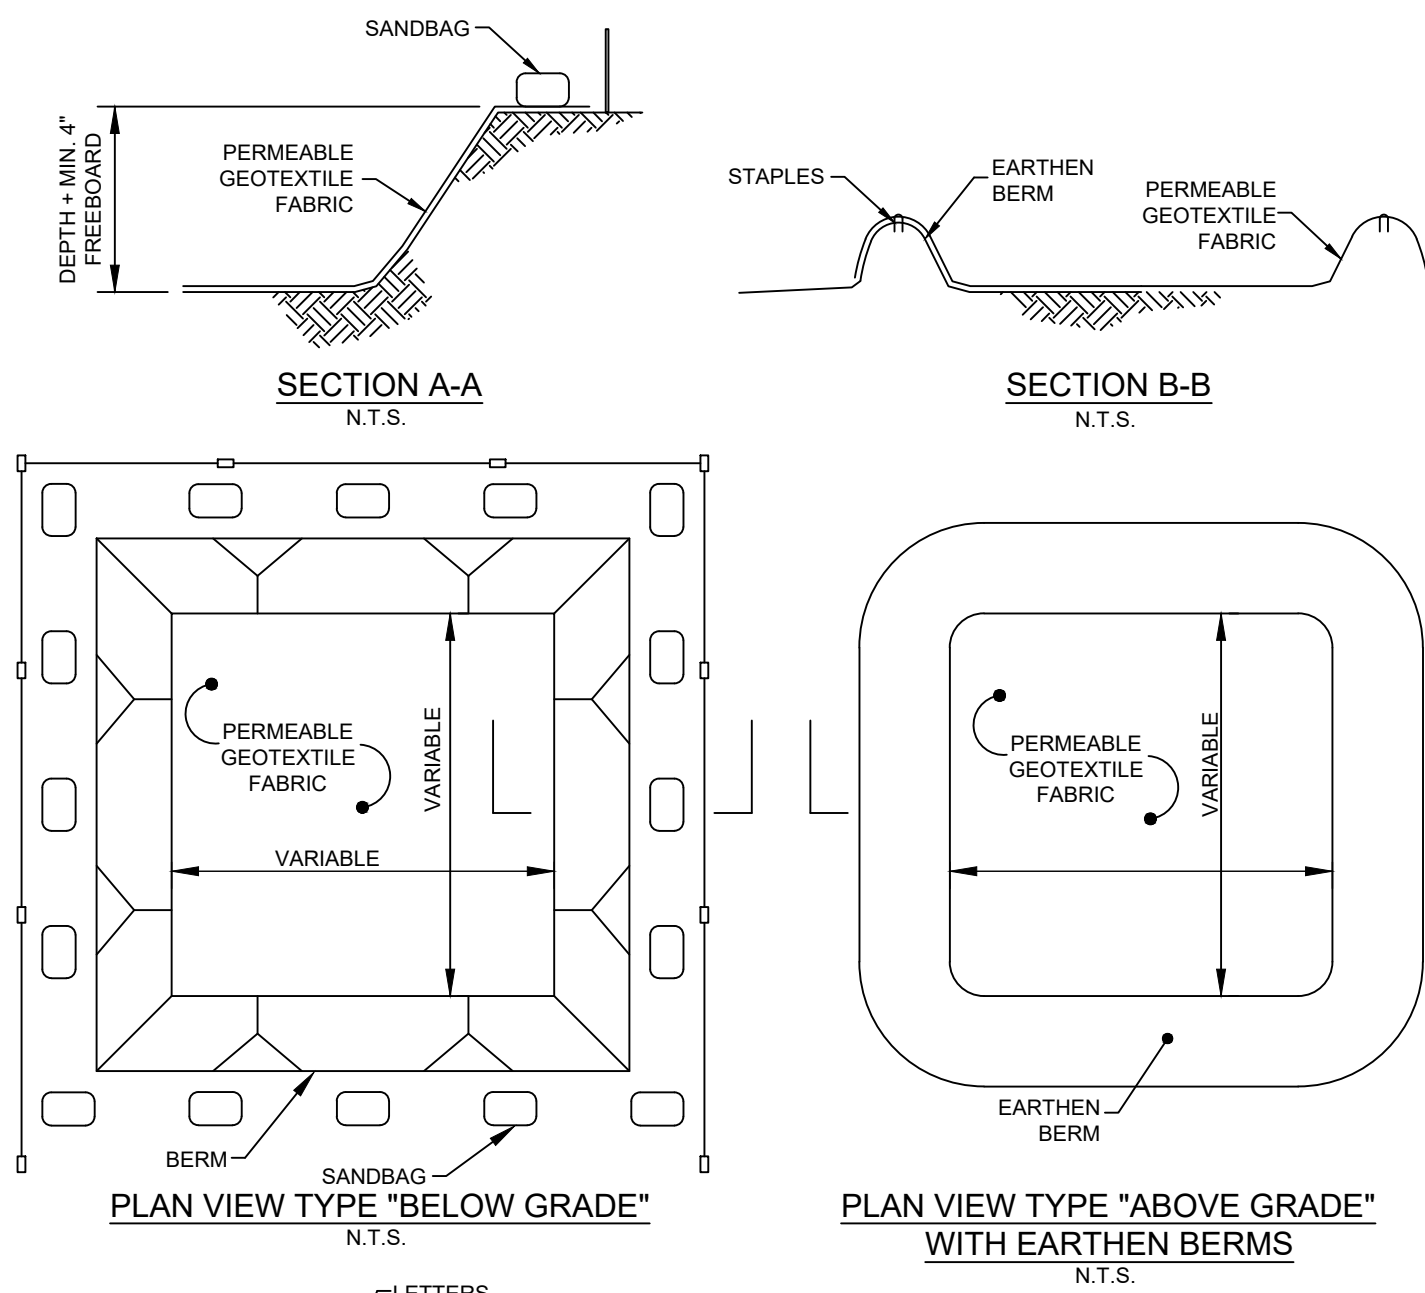 SANDBAG
DEPTH + MIN. 4"
FREEBOARD
PERMEABLE
GEOTEXTILE
FABRIC
SECTION A-A
N.T.S.
STAPLES
EARTHEN
BERM
PERMEABLE
GEOTEXTILE
FABRIC
SECTION B-B
N.T.S.
PERMEABLE
GEOTEXTILE
FABRIC
VARIABLE
VARIABLE
BERM
SANDBAG
PLAN VIEW TYPE "BELOW GRADE"
N.T.S.
PERMEABLE
GEOTEXTILE
FABRIC
VARIABLE
EARTHEN
BERM
PLAN VIEW TYPE "ABOVE GRADE"
WITH EARTHEN BERMS
N.T.S.
LETTERS